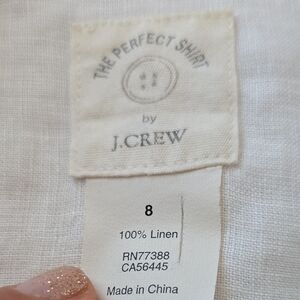 THE PERFECT SHIRT
by
J.CREW
8
100% Linen
RN77388
CA56445
Made in China